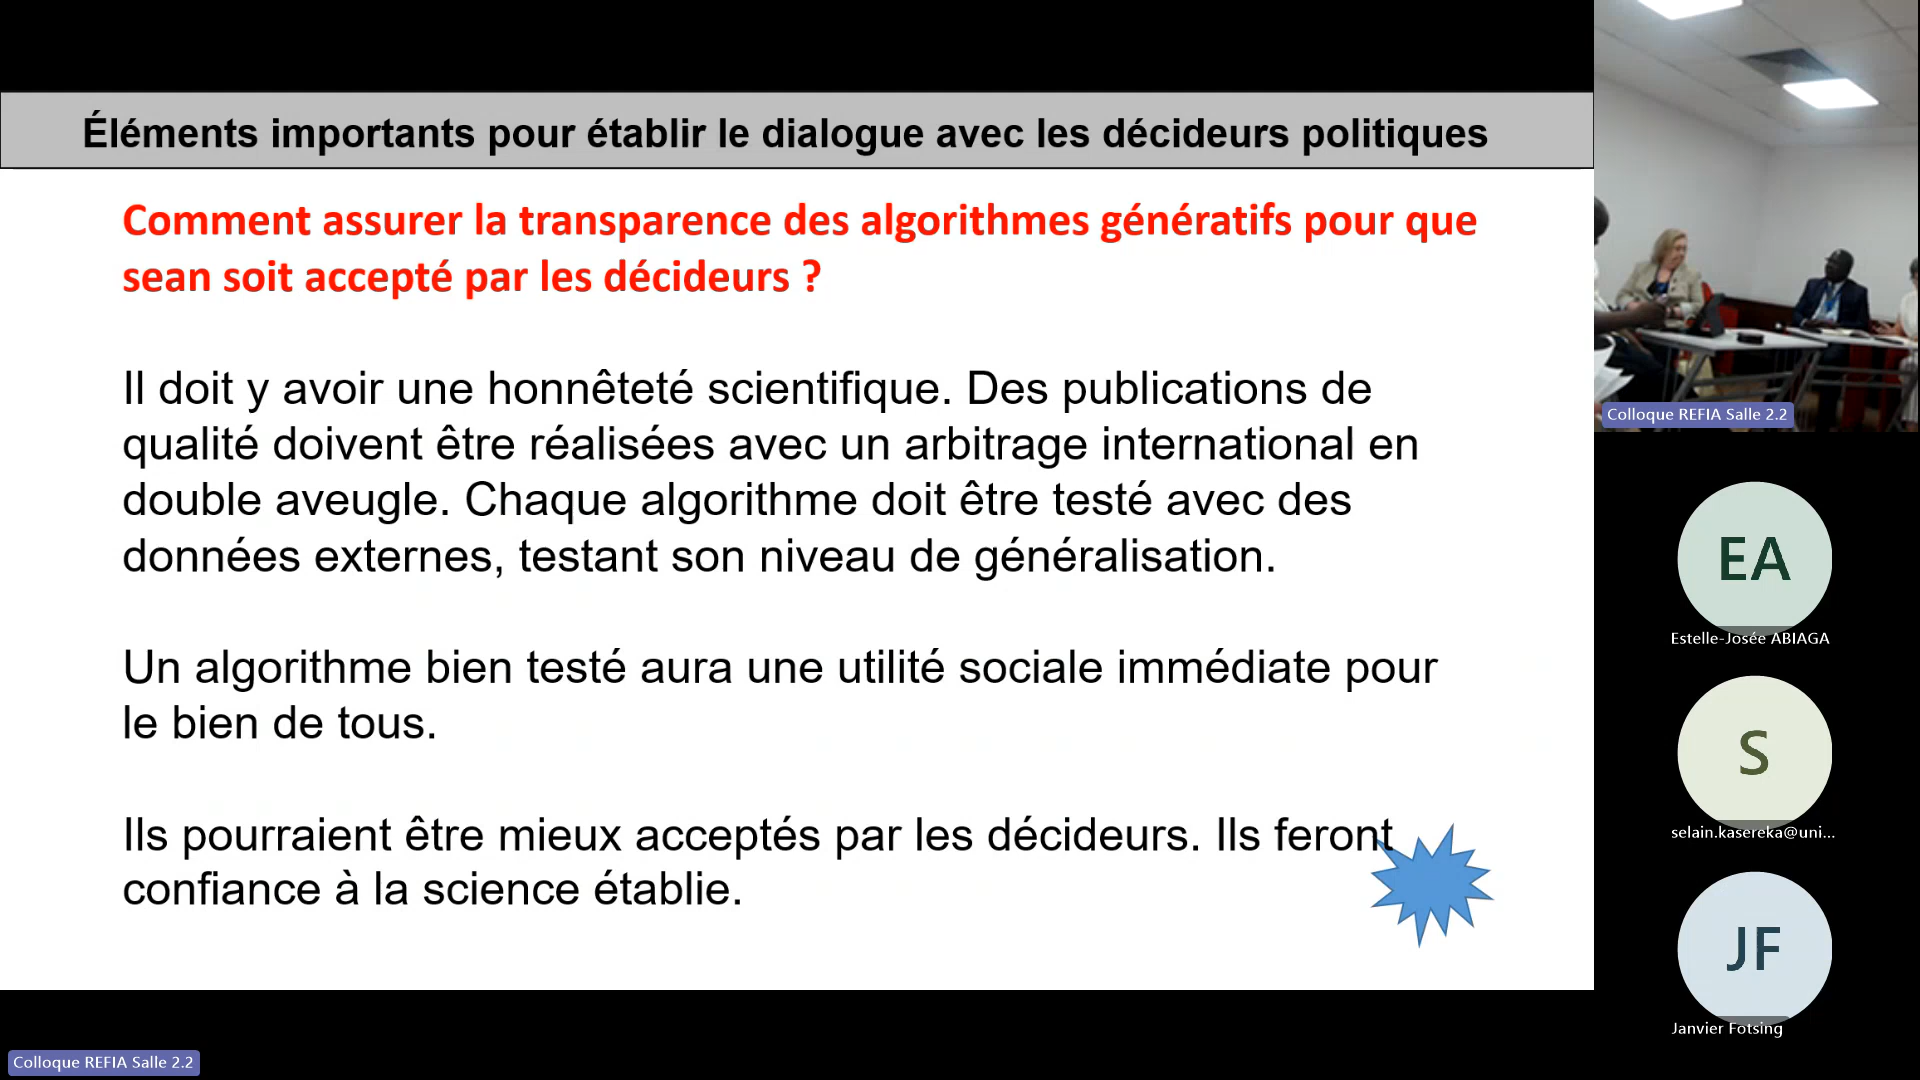 Éléments importants pour établir le dialogue avec les décideurs politiques
Comment assurer la transparence des algorithmes génératifs pour que
sean soit accepté par les décideurs ?
Il doit y avoir une honnêteté scientifique. Des publications de
qualité doivent être réalisées avec un arbitrage international en
double aveugle. Chaque algorithme doit être testé avec des
données externes, testant son niveau de généralisation.
Un algorithme bien testé aura une utilité sociale immédiate pour
le bien de tous.
Ils pourraient être mieux acceptés par les décideurs. Ils feront
confiance à la science établie.
Colloque REFIA Salle 2.2
EA
Estelle-Josée ABIAGA
S
selain.kasereka@uni...
JF
Janvier Fotsing
Colloque REFIA Salle 2.2